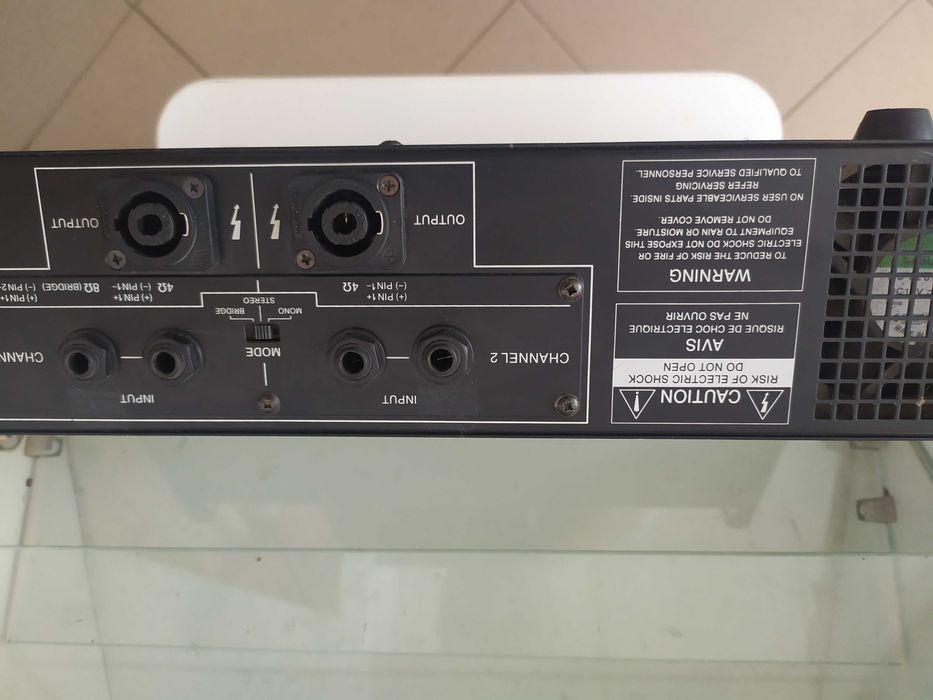 CAUTION
RISK OF ELECTRIC SHOCK
DO NOT OPEN
AVIS
RISQUE DE CHOC ELECTRIQUE
NE PAS OUVRIR
WARNING
TO REDUCE THE RISK OF FIRE OR
ELECTRIC SHOCK DO NOT EXPOSE THIS
EQUIPMENT TO RAIN OR MOISTURE.
DO NOT REMOVE COVER.
NO USER SERVICEABLE PARTS INSIDE
REFER SERVICING
TO QUALIFIED SERVICE PERSONNEL
INPUT
CHANNEL 2
MODE
MONO
STEREO
BRIDGE
INPUT
CHANN
(+) PIN1+
(−) PIN1− 4Ω
4Ω (+) PIN1+
(−) PIN1−
8Ω (BRIDGE) (+) PIN1+
(−) PIN2
OUTPUT
OUTPUT